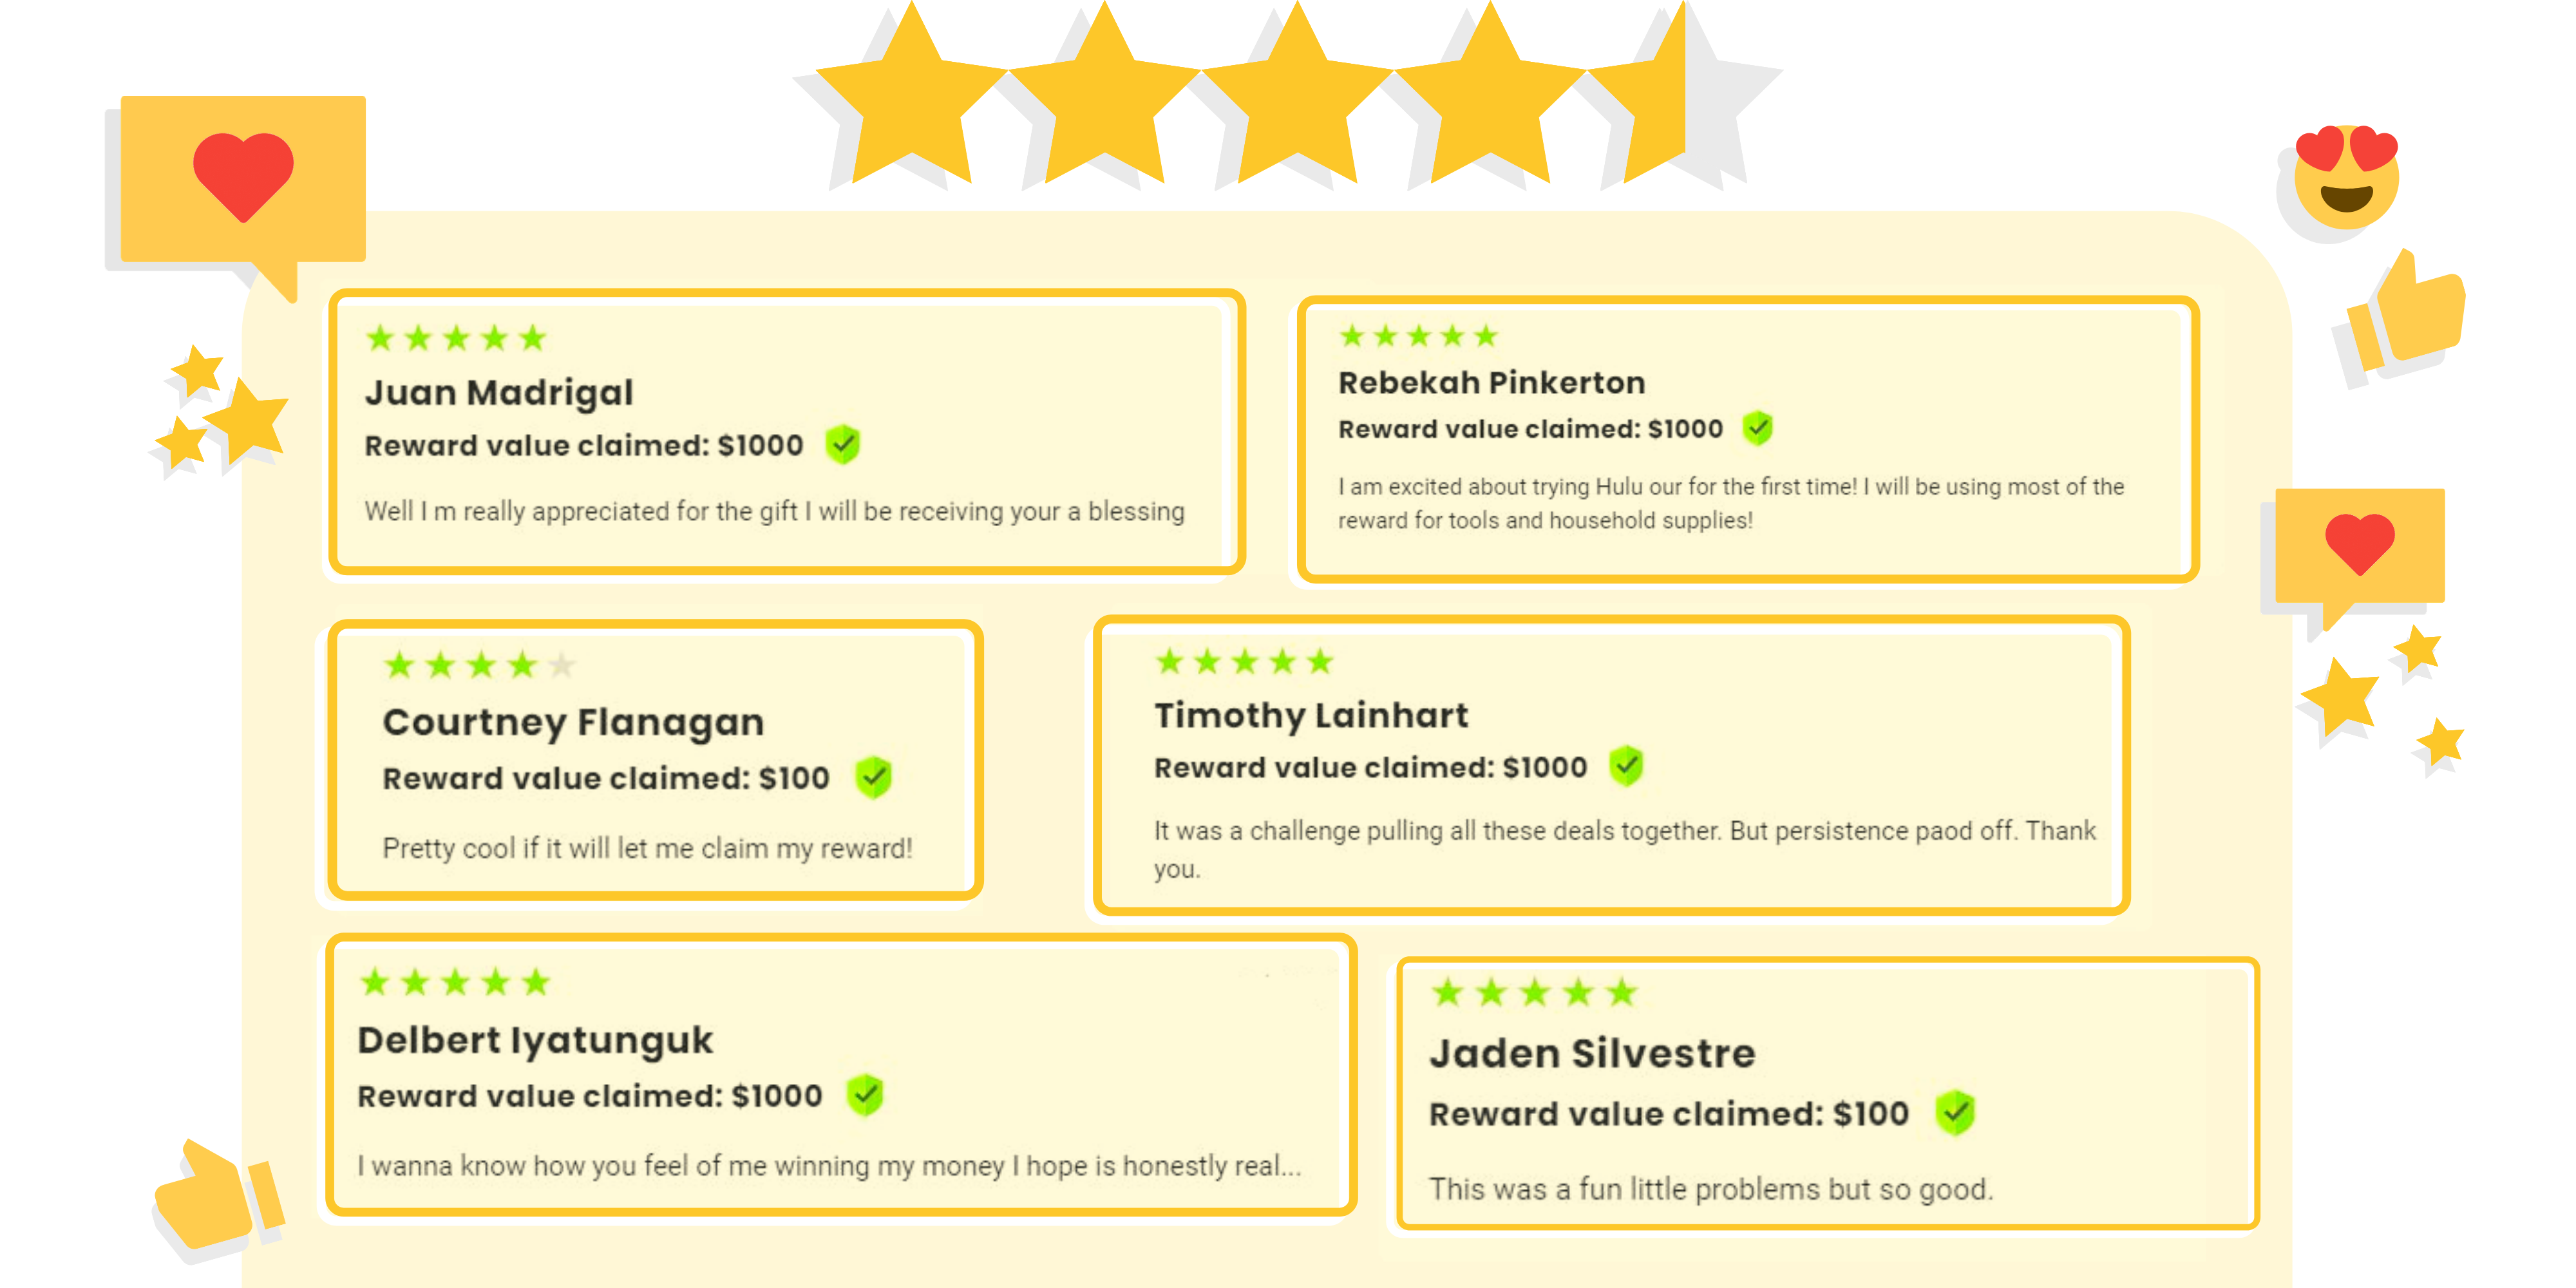 Juan Madrigal
Reward value claimed: $1000
Well I m really appreciated for the gift I will be receiving your a blessing
Rebekah Pinkerton
Reward value claimed: $1000
I am excited about trying Hulu our for the first time! I will be using most of the
reward for tools and household supplies!
Courtney Flanagan
Reward value claimed: $100
Pretty cool if it will let me claim my reward!
Timothy Lainhart
Reward value claimed: $1000
It was a challenge pulling all these deals together. But persistence paod off. Thank
you.
Delbert Iyatunguk
Reward value claimed: $1000
I wanna know how you feel of me winning my money I hope is honestly real...
Jaden Silvestre
Reward value claimed: $100
This was a fun little problems but so good.